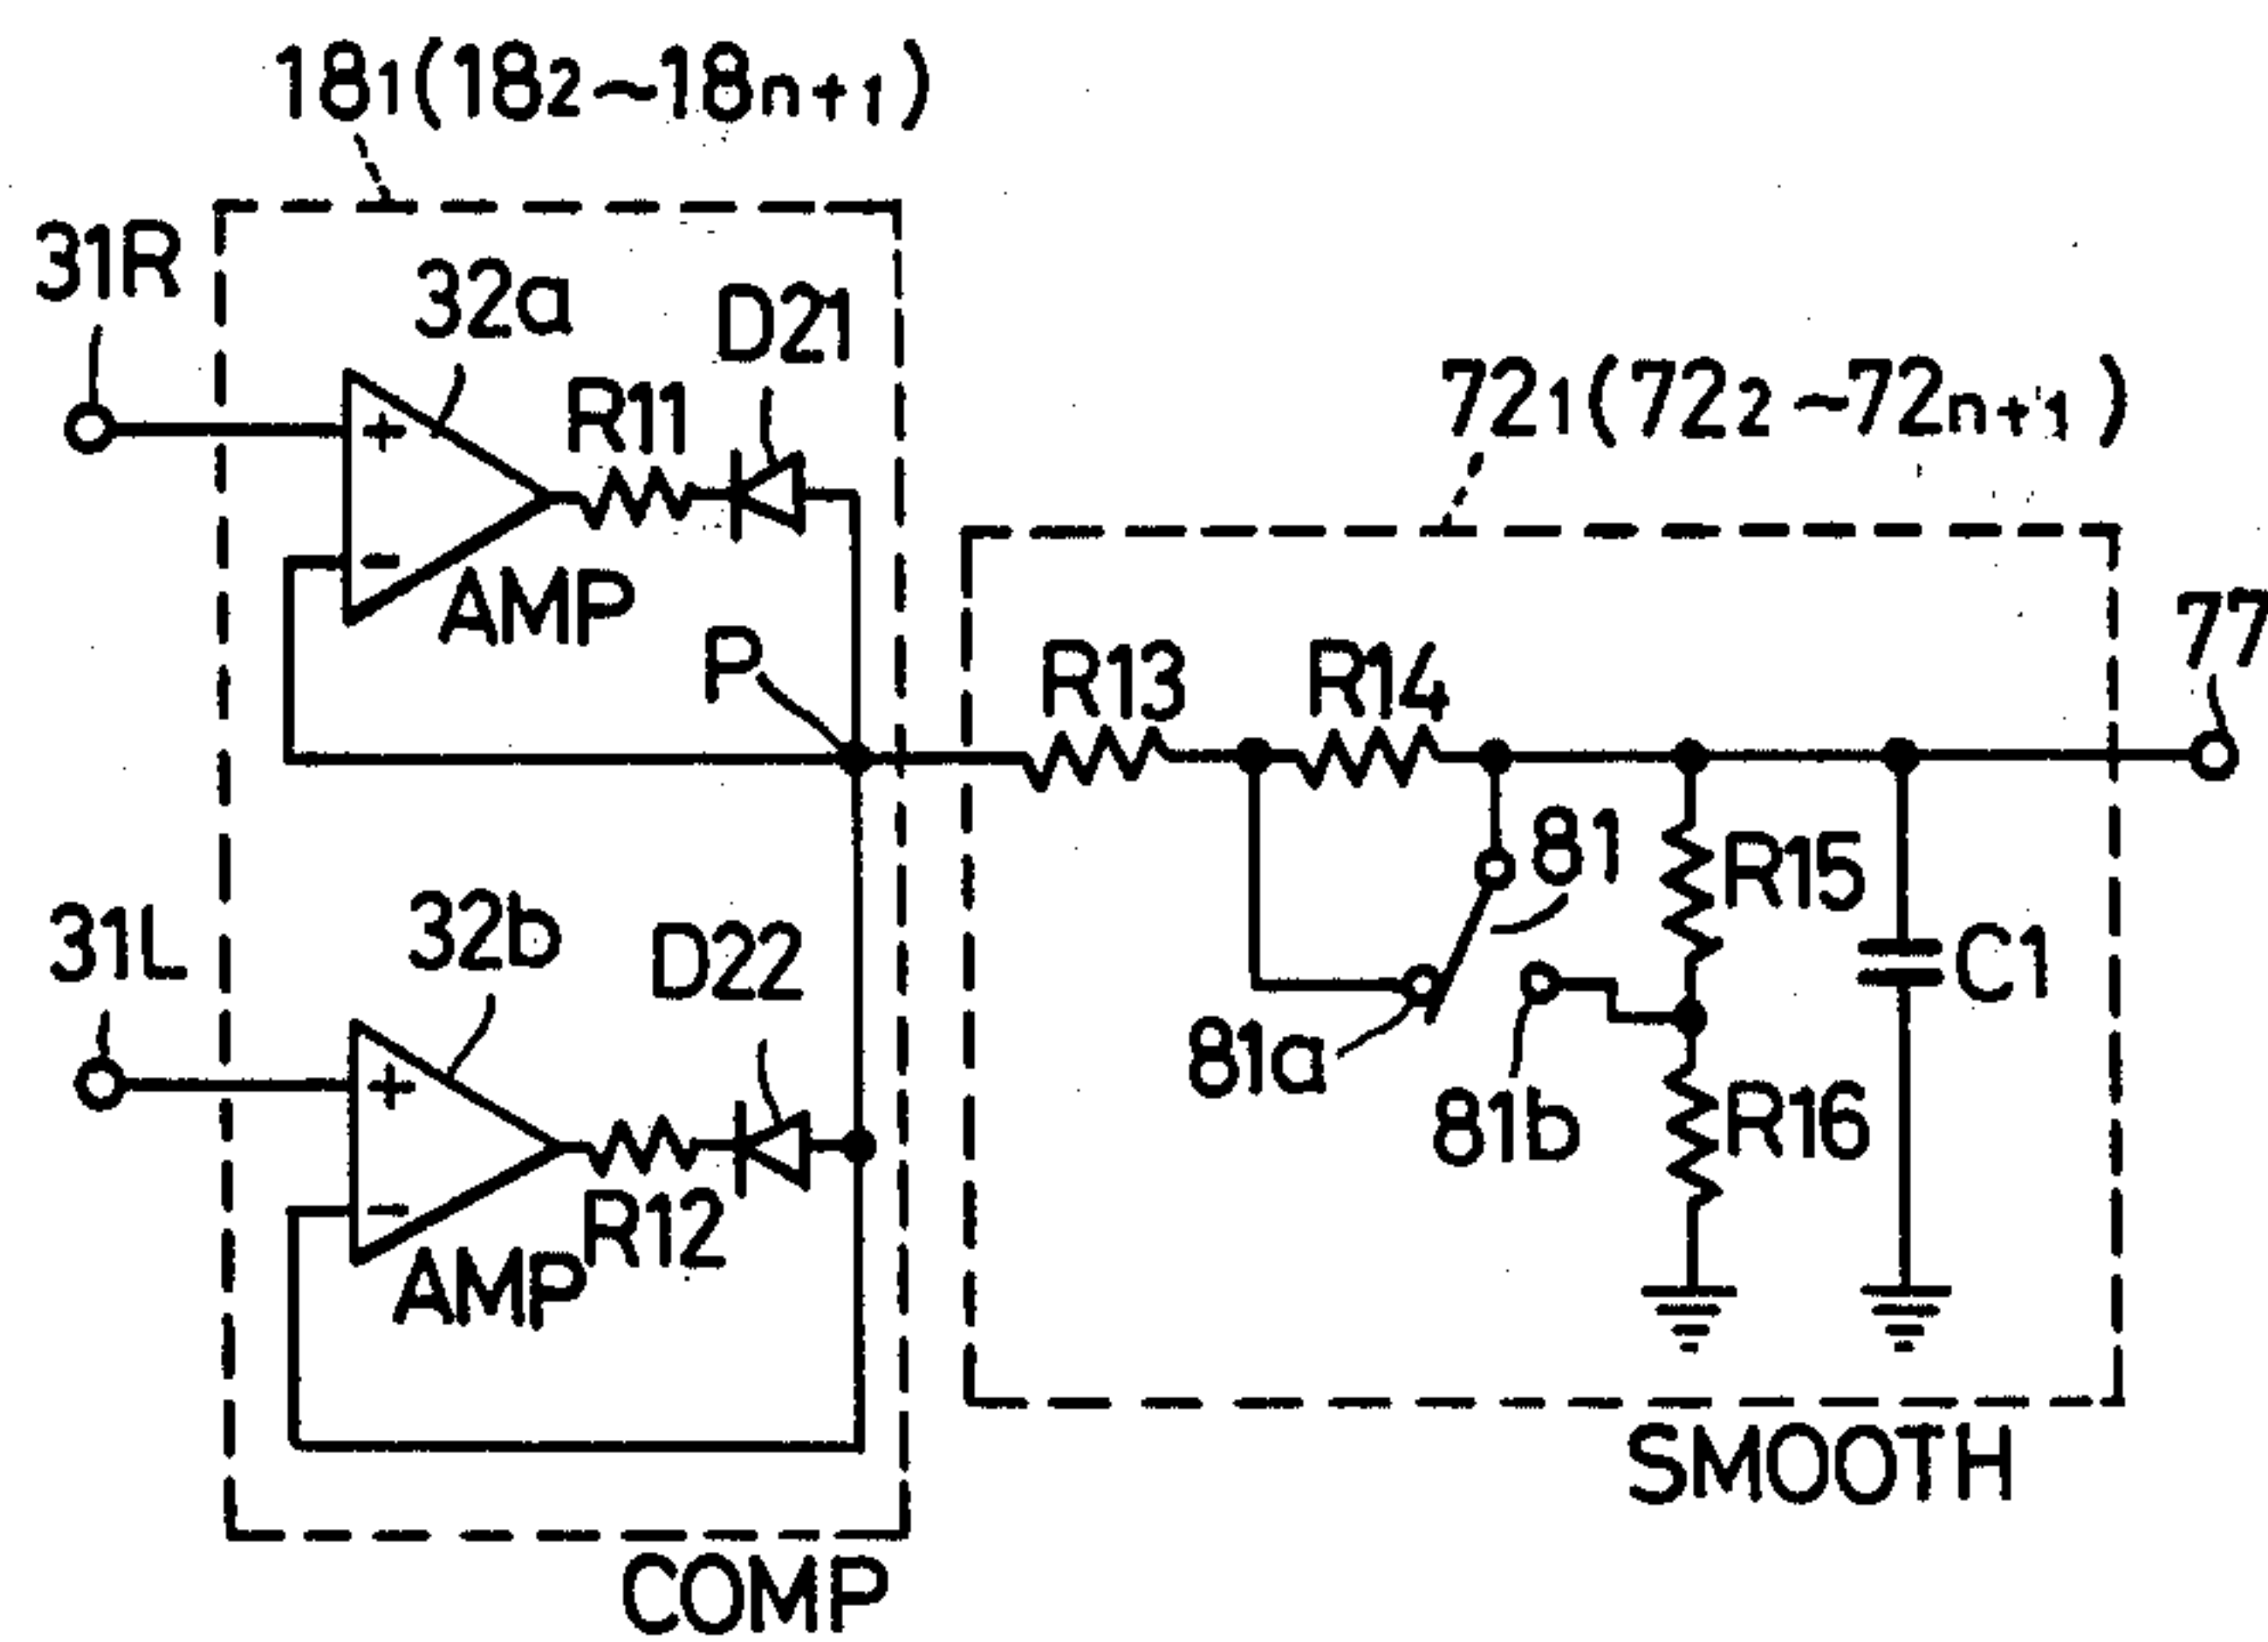 181(182~18n+1)
31R
32a
D21
R11
+
-
AMP
P
721(722~72n+1)
77
R13
R14
81
R15
C1
81a
81b
R16
31L
32b
D22
+
-
R12
AMP
SMOOTH
COMP